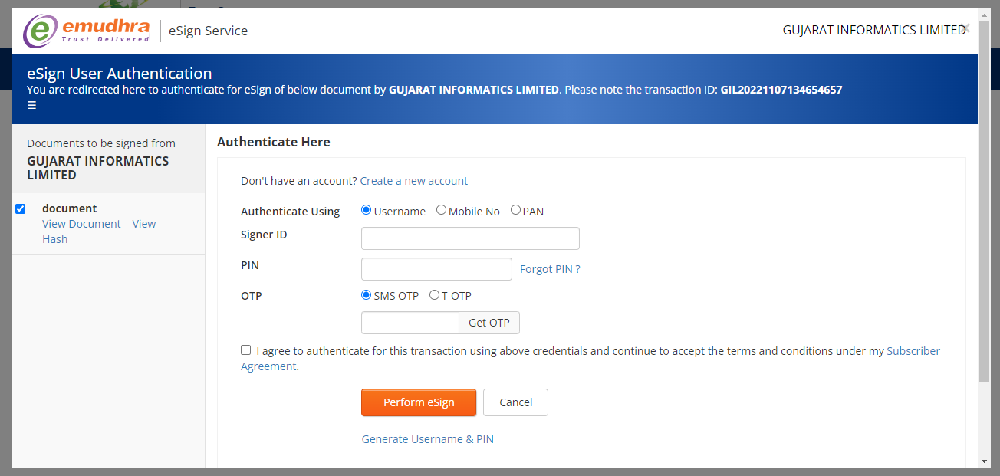 emudhra
Trust Delivered
eSign Service
GUJARAT INFORMATICS LIMITED
eSign User Authentication
You are redirected here to authenticate for eSign of below document by GUJARAT INFORMATICS LIMITED. Please note the transaction ID: GIL20221107134654657
Documents to be signed from
GUJARAT INFORMATICS
LIMITED
document
View Document View
Hash
Authenticate Here
Don't have an account? Create a new account
Authenticate Using Username Mobile No PAN
Signer ID
PIN Forgot PIN ?
OTP SMS OTP T-OTP
Get OTP
I agree to authenticate for this transaction using above credentials and continue to accept the terms and conditions under my Subscriber
Agreement.
Perform eSign Cancel
Generate Username & PIN